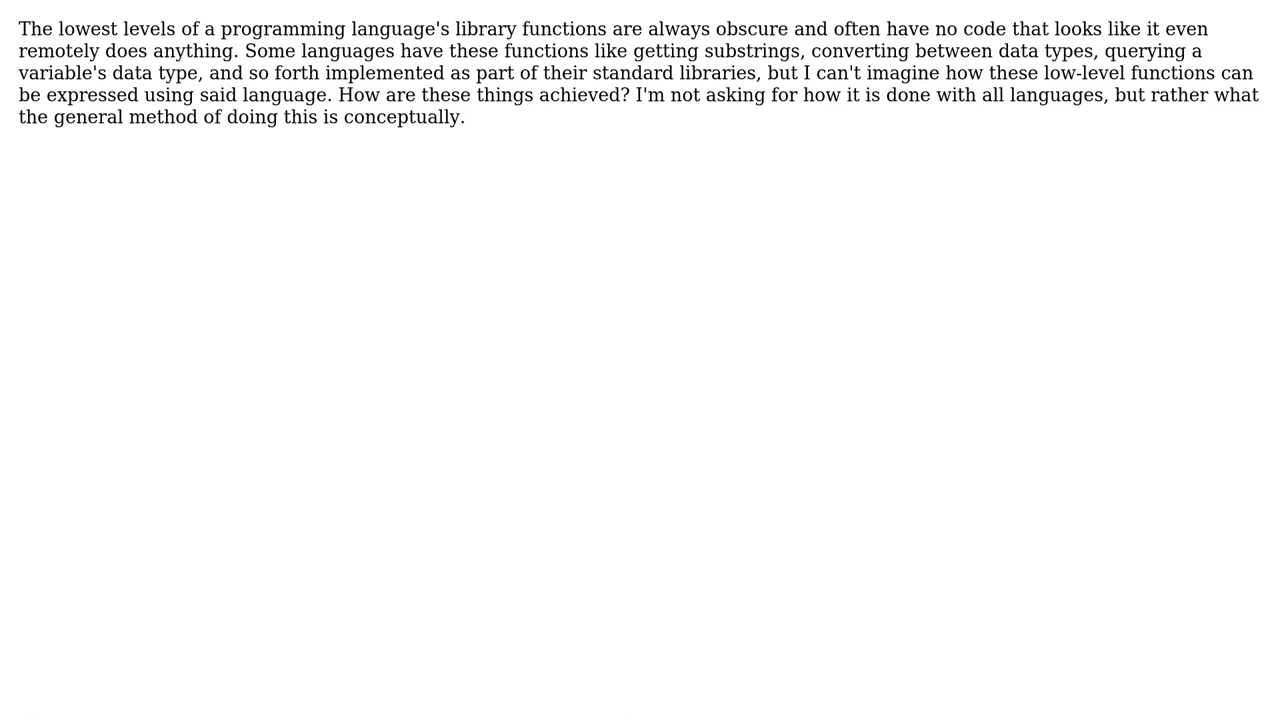 The lowest levels of a programming language's library functions are always obscure and often have no code that looks like it even
remotely does anything. Some languages have these functions like getting substrings, converting between data types, querying a
variable's data type, and so forth implemented as part of their standard libraries, but I can't imagine how these low-level functions can
be expressed using said language. How are these things achieved? I'm not asking for how it is done with all languages, but rather what
the general method of doing this is conceptually.